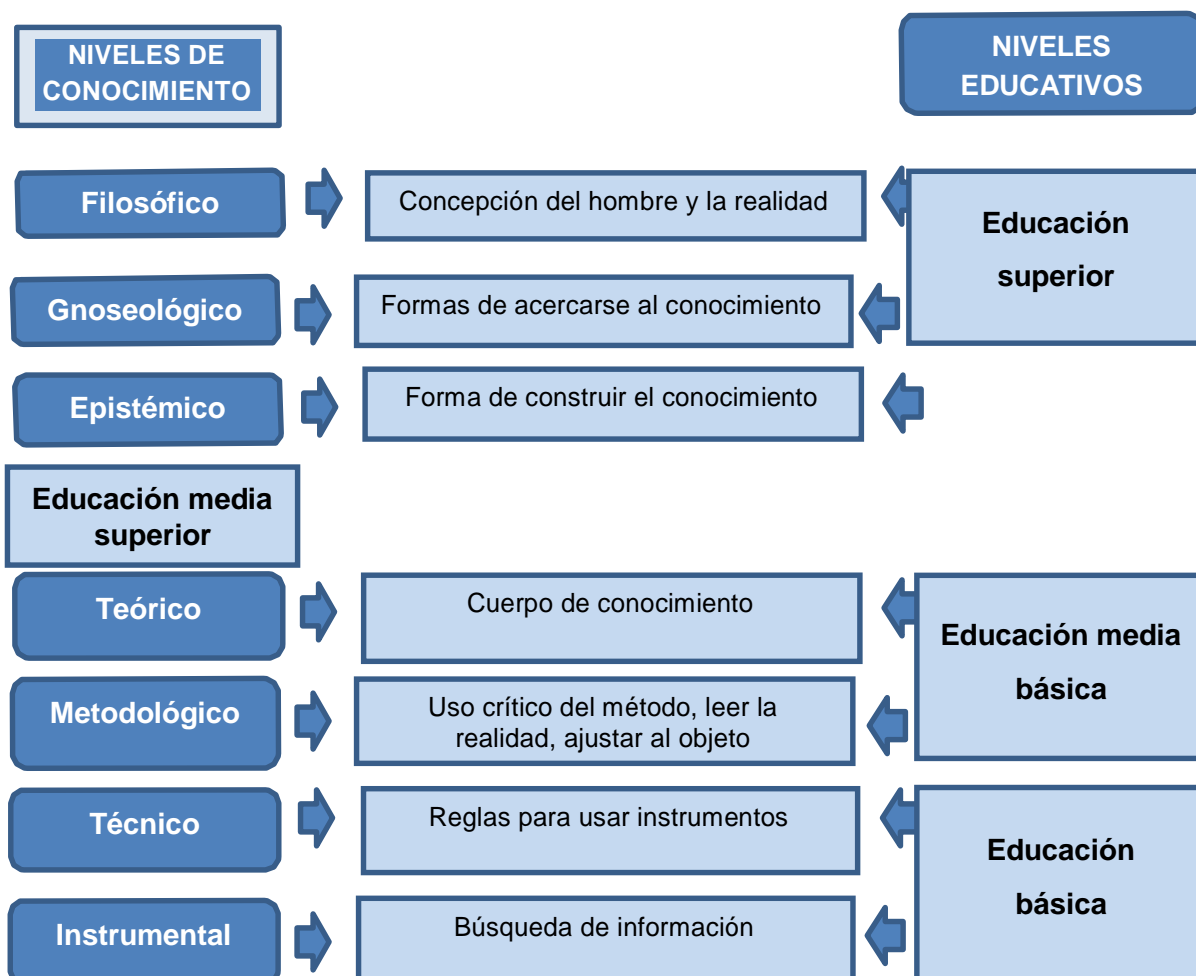 NIVELES DE
CONOCIMIENTO
NIVELES
EDUCATIVOS
Filosófico
Concepción del hombre y la realidad
Educación
superior
Gnoseológico
Formas de acercarse al conocimiento
Epistémico
Forma de construir el conocimiento
Educación media
superior
Teórico
Cuerpo de conocimiento
Educación media
básica
Metodológico
Uso crítico del método, leer la
realidad, ajustar al objeto
Técnico
Reglas para usar instrumentos
Educación
básica
Instrumental
Búsqueda de información